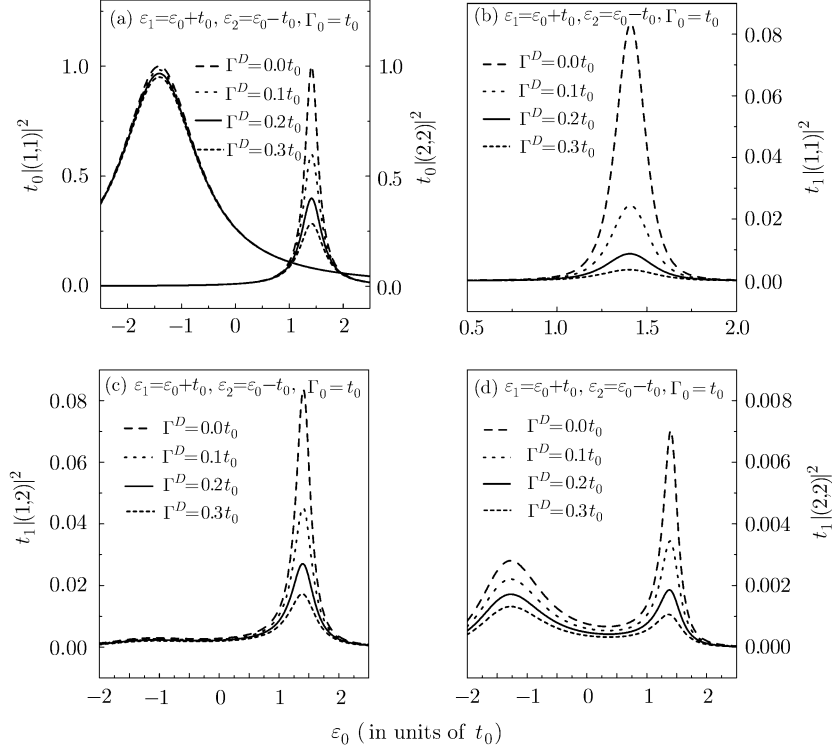 (a) ε₁=ε₀+t₀, ε₂=ε₀−t₀, Γ₀=t₀
Γᴰ=0.0t₀
Γᴰ=0.1t₀
Γᴰ=0.2t₀
Γᴰ=0.3t₀
1.0
0.5
0.0
t₀|(1,1)|²
1.0
0.5
0.0
t₀|(2,2)|²
−2 −1 0 1 2
(b) ε₁=ε₀+t₀, ε₂=ε₀−t₀, Γ₀=t₀
Γᴰ=0.0t₀
Γᴰ=0.1t₀
Γᴰ=0.2t₀
Γᴰ=0.3t₀
0.08
0.06
0.04
0.02
0.00
t₁|(1,1)|²
0.5 1.0 1.5 2.0
(c) ε₁=ε₀+t₀, ε₂=ε₀−t₀, Γ₀=t₀
Γᴰ=0.0t₀
Γᴰ=0.1t₀
Γᴰ=0.2t₀
Γᴰ=0.3t₀
0.08
0.06
0.04
0.02
0.00
t₁|(1,2)|²
−2 −1 0 1 2
(d) ε₁=ε₀+t₀, ε₂=ε₀−t₀, Γ₀=t₀
Γᴰ=0.0t₀
Γᴰ=0.1t₀
Γᴰ=0.2t₀
Γᴰ=0.3t₀
0.008
0.006
0.004
0.002
0.000
t₁|(2,2)|²
−2 −1 0 1 2
ε₀ (in units of t₀)